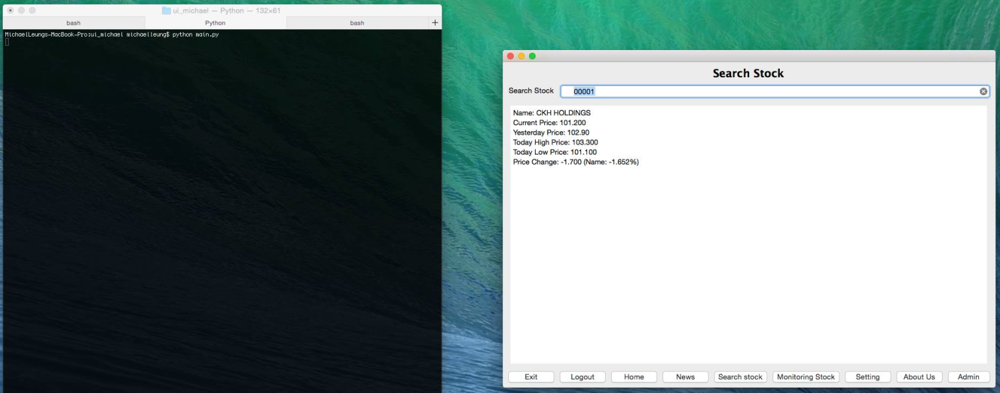 ui_michael — Python — 132×61
bash
Python
bash
+
MichaelLeungs-MacBook-Pro:ui_michael michaelleung$ python main.py
Search Stock
Search Stock 00001
Name: CKH HOLDINGS
Current Price: 101.200
Yesterday Price: 102.90
Today High Price: 103.300
Today Low Price: 101.100
Price Change: -1.700 (Name: -1.652%)
Exit
Logout
Home
News
Search stock
Monitoring Stock
Setting
About Us
Admin